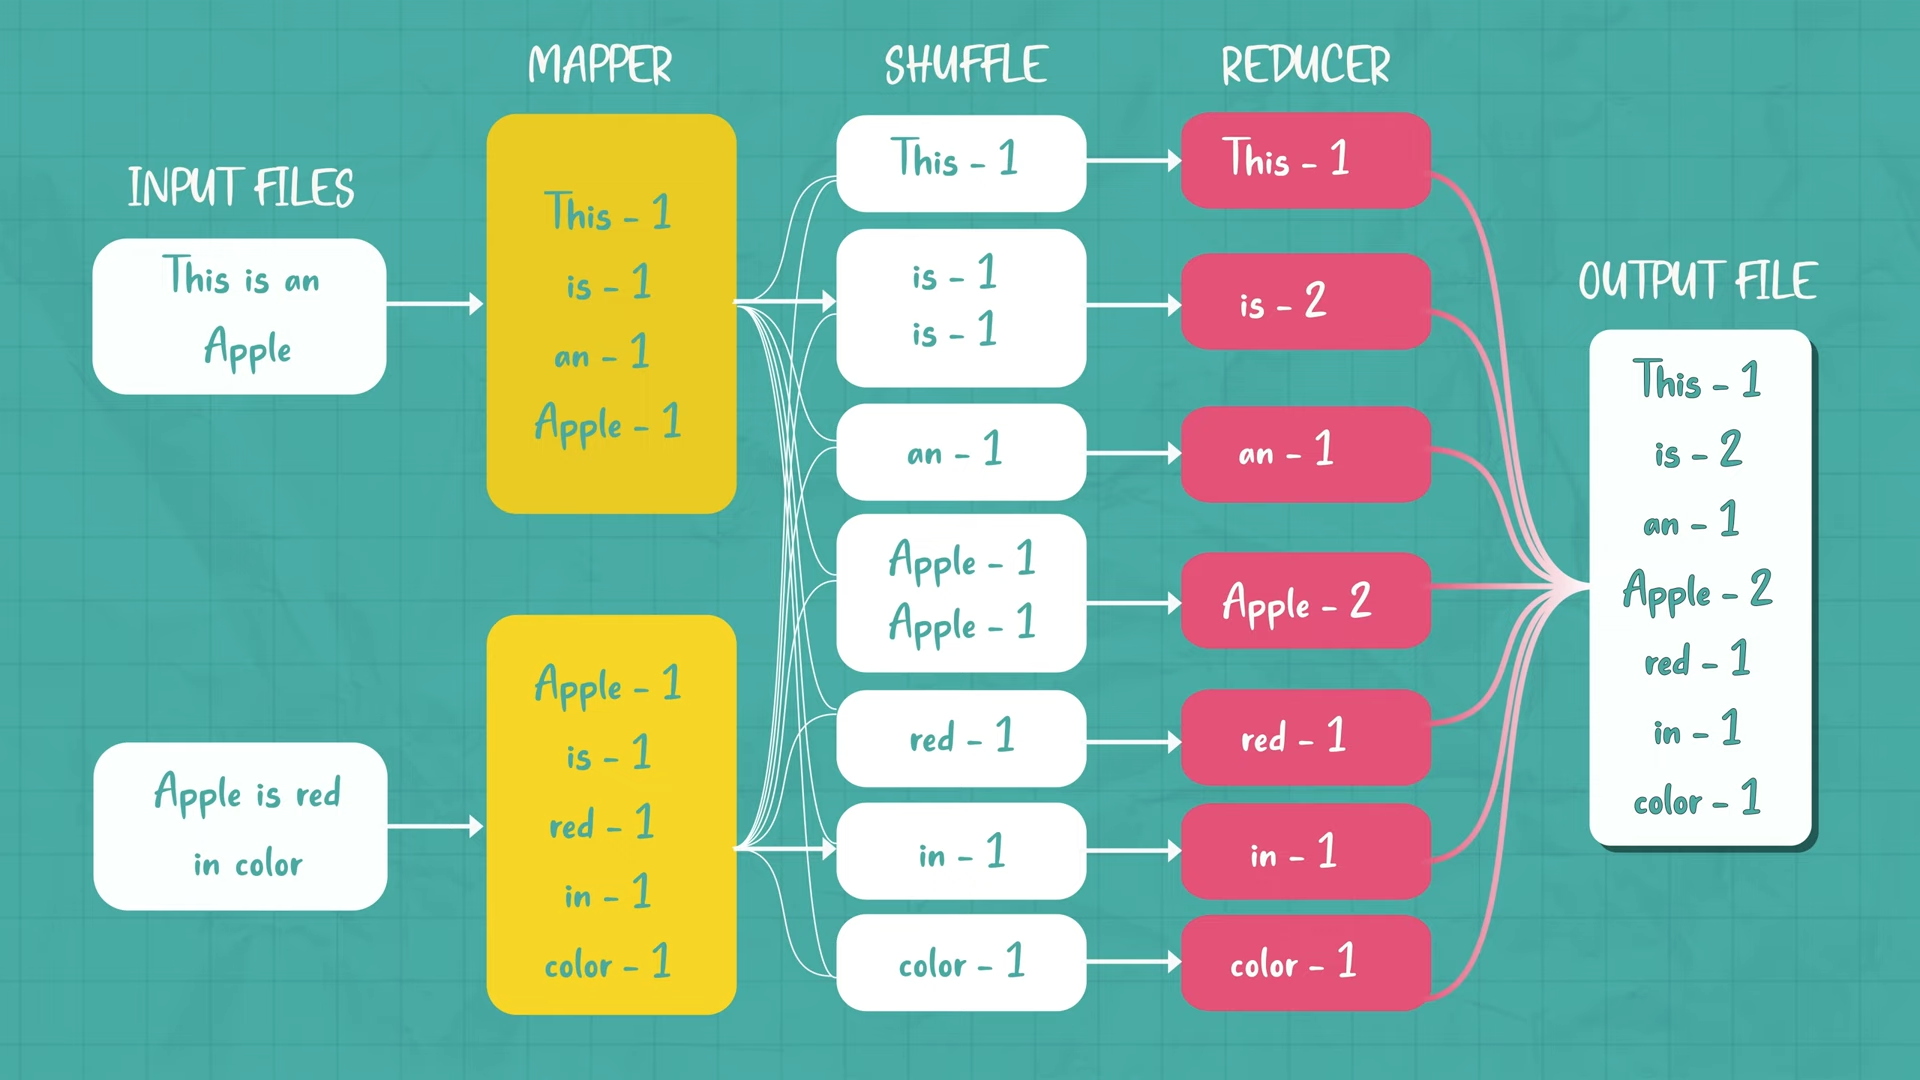 INPUT FILES
This is an
Apple
Apple is red
in color
MAPPER
This - 1
is - 1
an - 1
Apple - 1
Apple - 1
is - 1
red - 1
in - 1
color - 1
SHUFFLE
This - 1
is - 1
is - 1
an - 1
Apple - 1
Apple - 1
red - 1
in - 1
color - 1
REDUCER
This - 1
is - 2
an - 1
Apple - 2
red - 1
in - 1
color - 1
OUTPUT FILE
This - 1
is - 2
an - 1
Apple - 2
red - 1
in - 1
color - 1